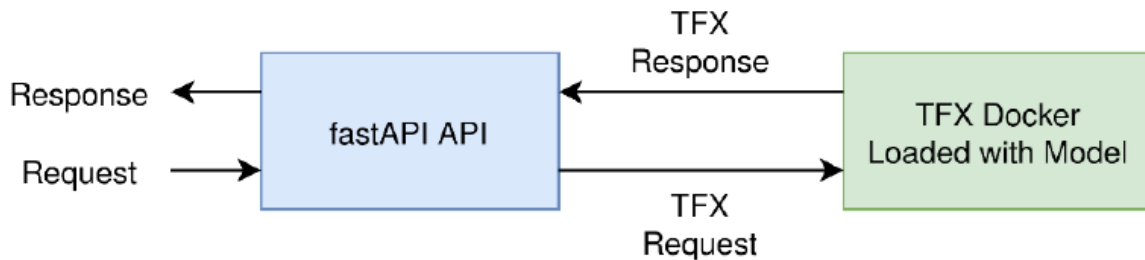 TFX
Response
Response
Request
fastAPI API
TFX Docker
Loaded with Model
TFX
Request